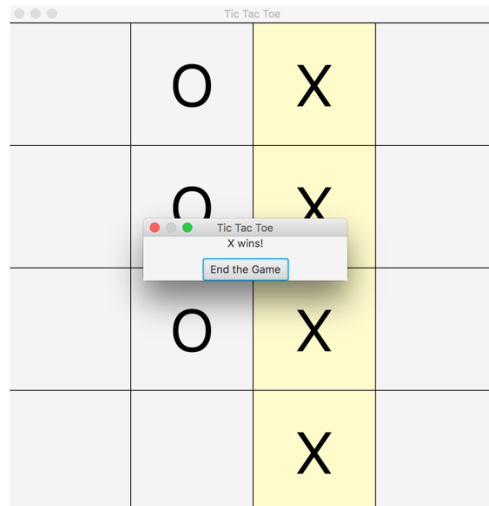 Tic Tac Toe
O X
O X
Tic Tac Toe
X wins!
End the Game
O X
X